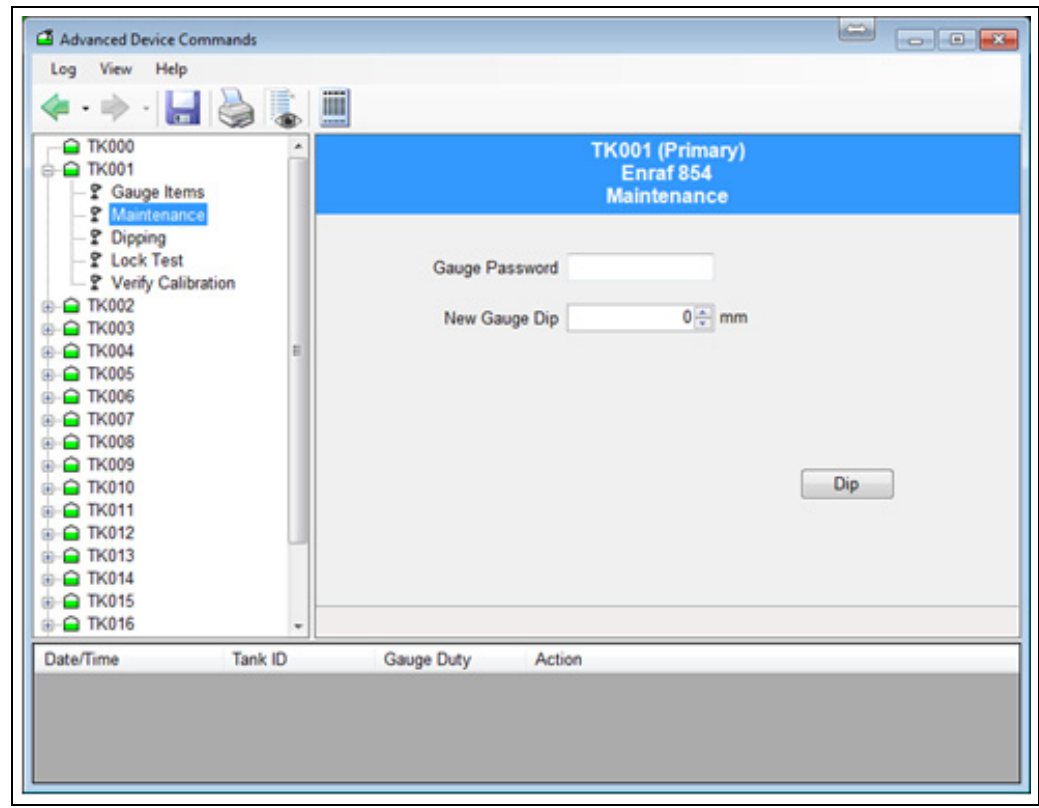 Advanced Device Commands
Log View Help
TK000
TK001
Gauge Items
Maintenance
Dipping
Lock Test
Verify Calibration
TK002
TK003
TK004
TK005
TK006
TK007
TK008
TK009
TK010
TK011
TK012
TK013
TK014
TK015
TK016
TK001 (Primary)
Enraf 854
Maintenance
Gauge Password
New Gauge Dip 0 mm
Dip
Date/Time Tank ID Gauge Duty Action